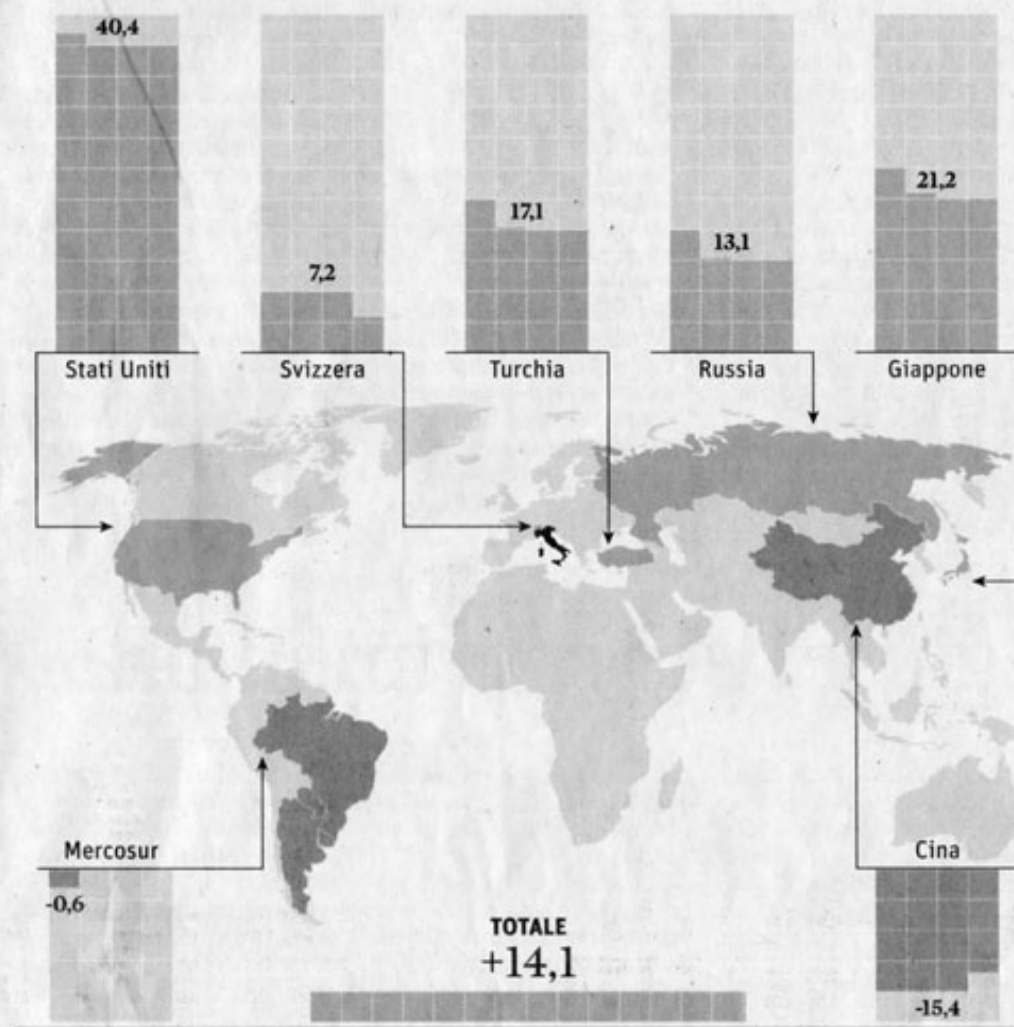 40,4
7,2
17,1
13,1
21,2
Stati Uniti
Svizzera
Turchia
Russia
Giappone
Mercosur
-0,6
Cina
-15,4
TOTALE
+14,1